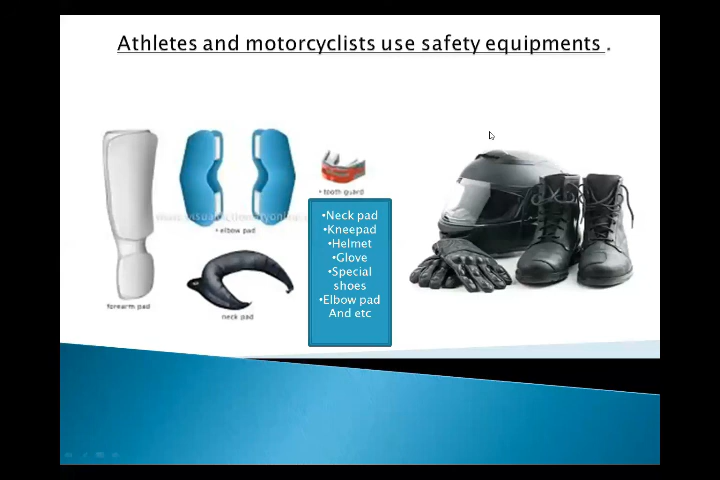 Athletes and motorcyclists use safety equipments .
• tooth guard
•Neck pad
•Kneepad
•Helmet
•Glove
•Special
shoes
•Elbow pad
And etc
• elbow pad
forearm pad
neck pad